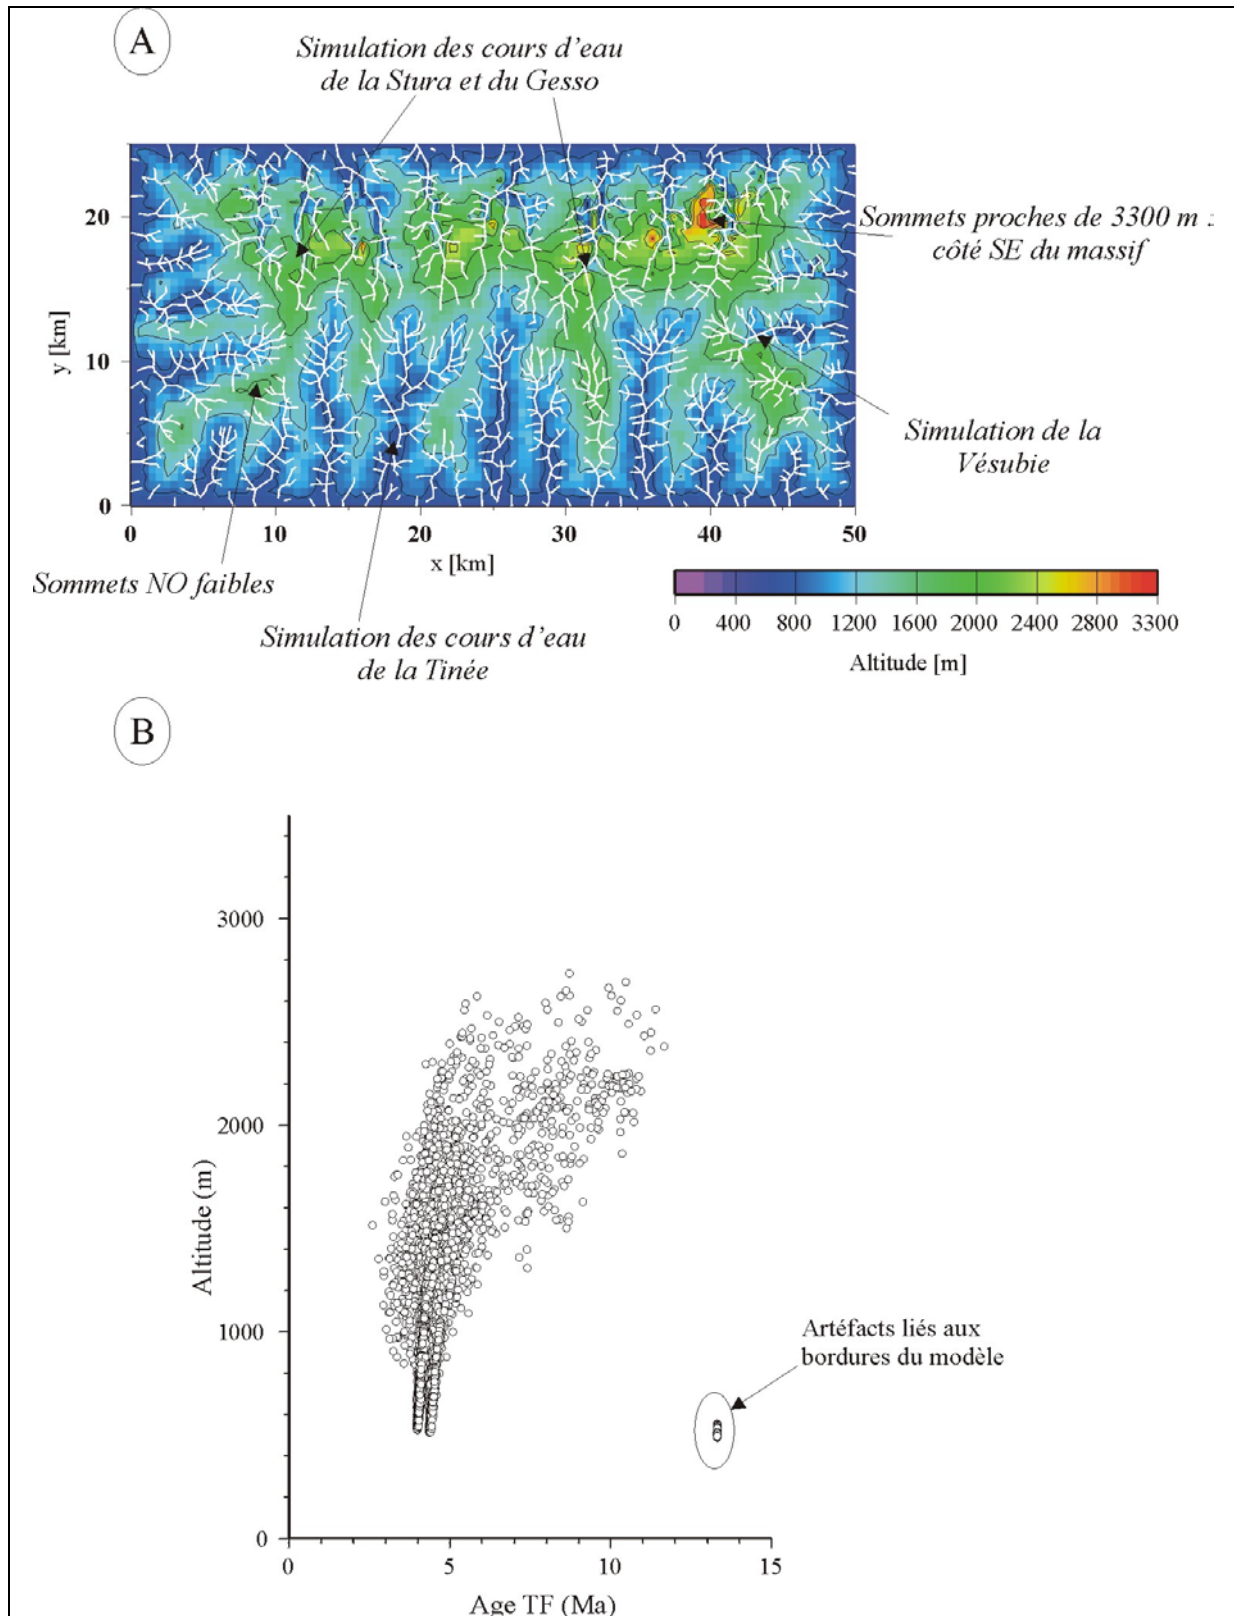 A
Simulation des cours d'eau
de la Stura et du Gesso
20
10
0
y [km]
0
10
20
30
40
50
x [km]
Sommets proches de 3300 m
côté SE du massif
Simulation de la
Vésubie
Sommets NO faibles
Simulation des cours d'eau
de la Tinée
0 400 800 1200 1600 2000 2400 2800 3300
Altitude [m]
B
3000
2000
1000
0
Altitude (m)
Artéfacts liés aux
bordures du modèle
0 5 10 15
Age TF (Ma)